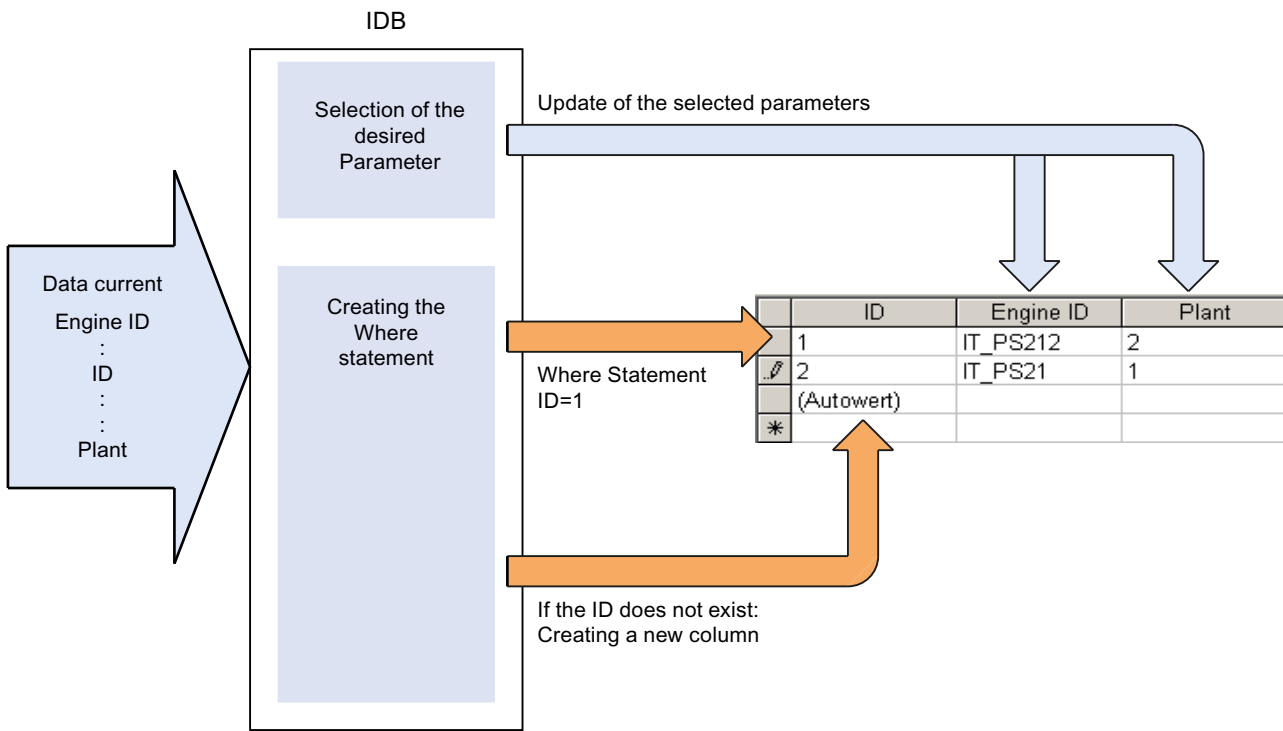 IDB
Selection of the
desired
Parameter
Update of the selected parameters
Data current
Engine ID
:
ID
:
:
Plant
Creating the
Where
statement
Where Statement
ID=1
ID Engine ID Plant
1 IT_PS212 2
2 IT_PS21 1
(Autowert)
If the ID does not exist:
Creating a new column